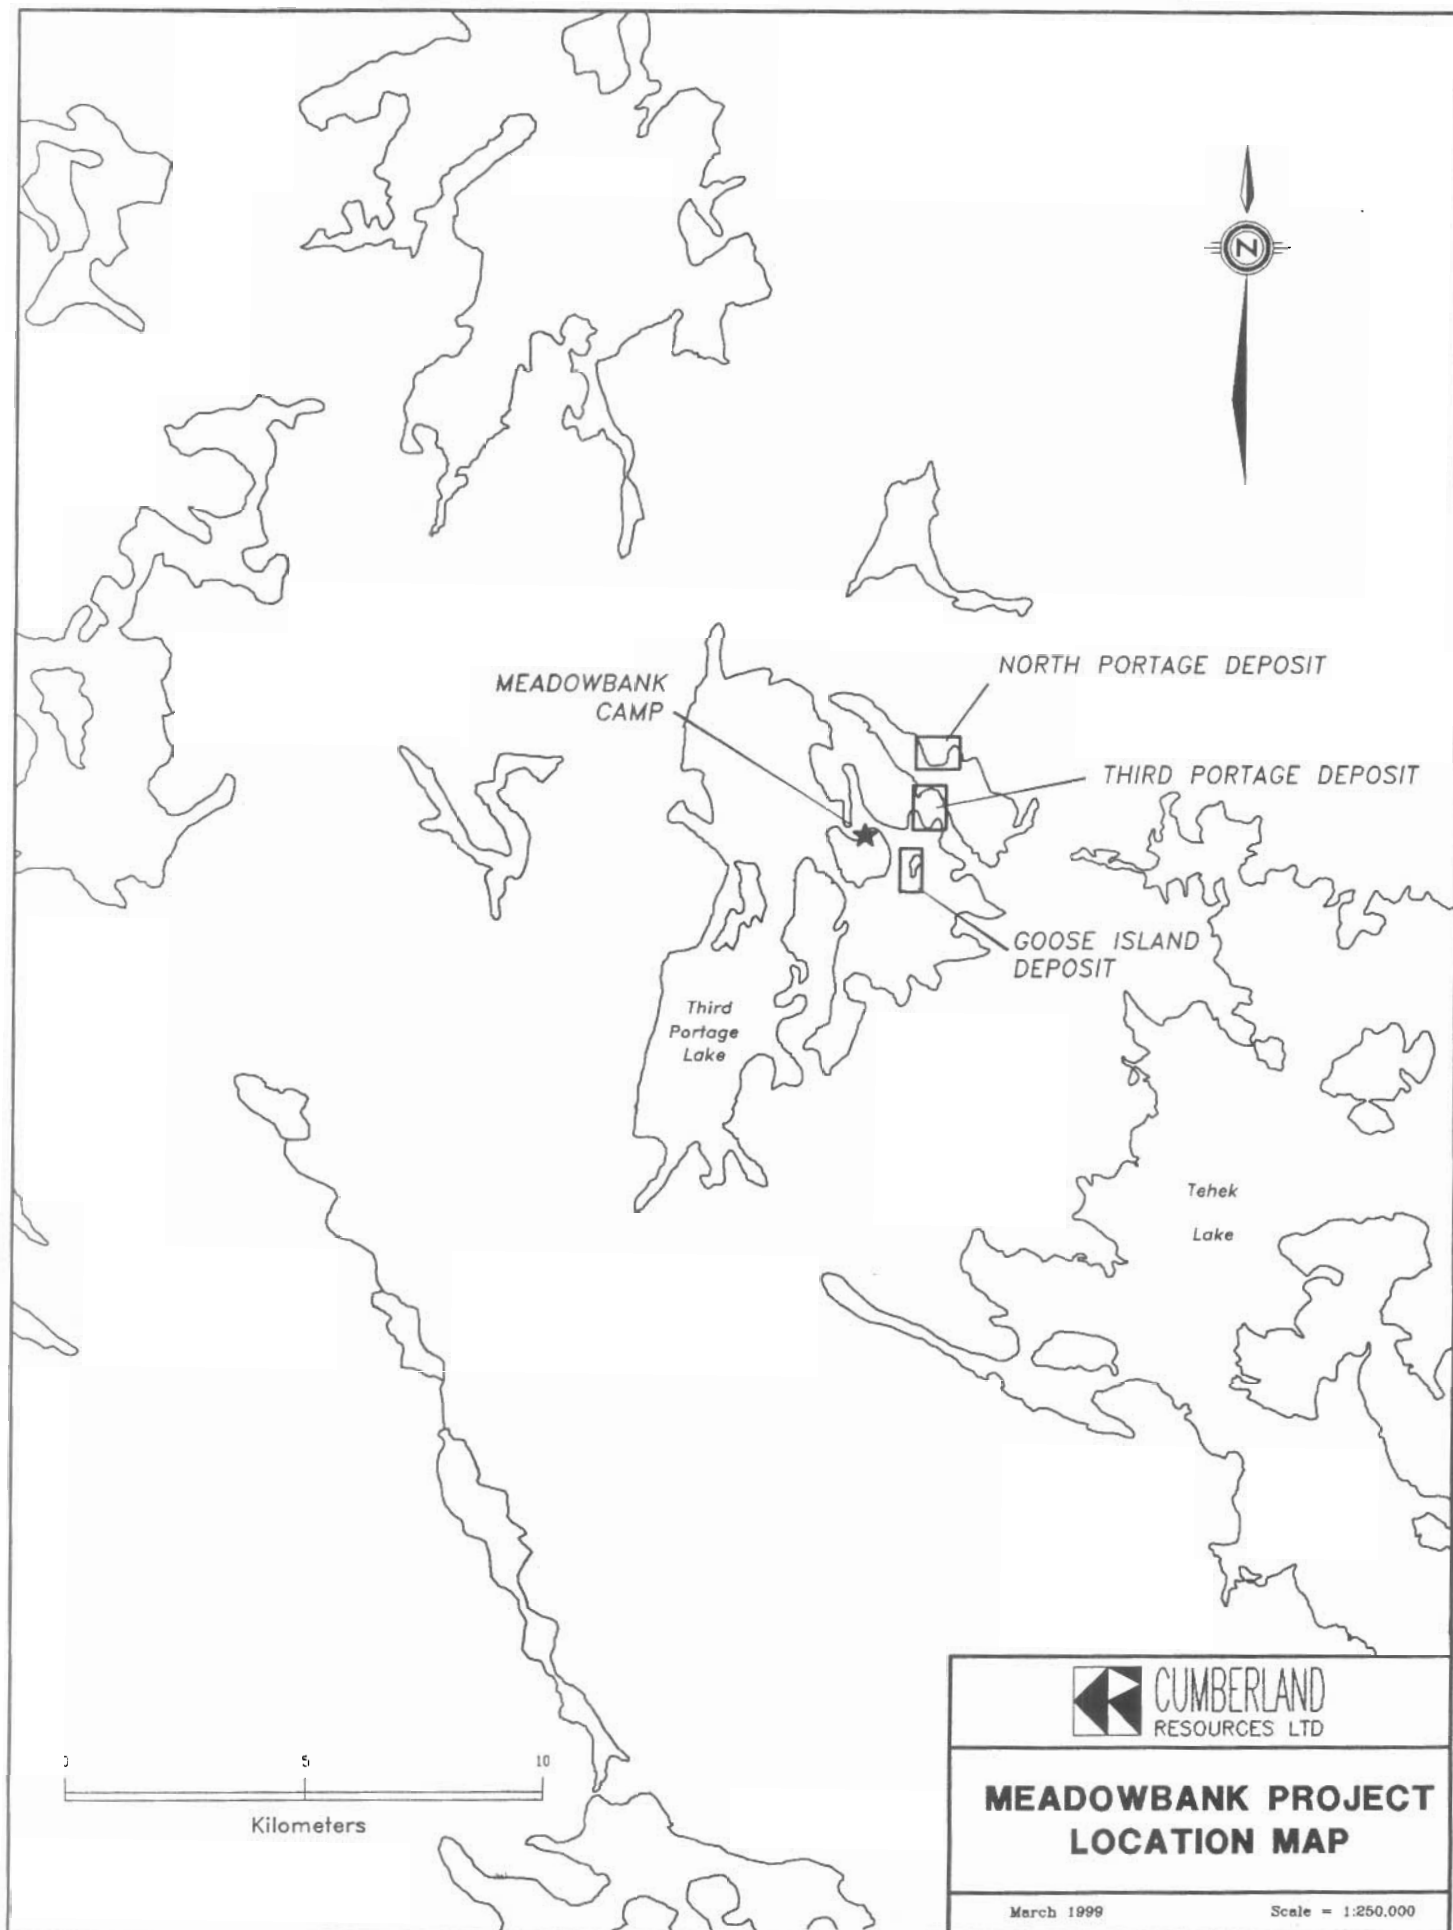 N
NORTH PORTAGE DEPOSIT
MEADOWBANK
CAMP
THIRD PORTAGE DEPOSIT
GOOSE ISLAND
DEPOSIT
Third
Portage
Lake
Tehek
Lake
0 5 10
Kilometers
CUMBERLAND
RESOURCES LTD
MEADOWBANK PROJECT
LOCATION MAP
March 1999 Scale = 1:250,000